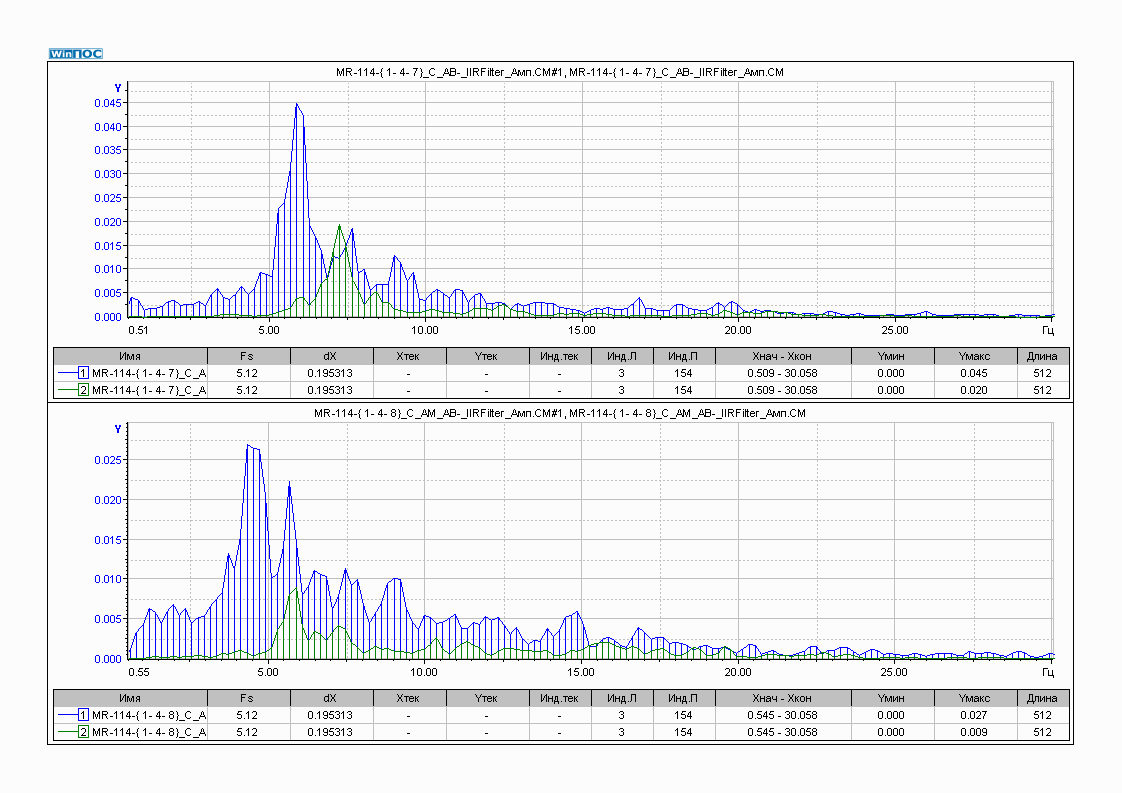 WinПОС
MR-114-{ 1- 4- 7}_C_AB-_IIRFilter_Амп.CM#1, MR-114-{ 1- 4- 7}_C_AB-_IIRFilter_Амп.CM
Y
0.045
0.040
0.035
0.030
0.025
0.020
0.015
0.010
0.005
0.000
0.51 5.00 10.00 15.00 20.00 25.00 Гц
Имя Fs dX Xтек Yтек Инд.тек Инд.Л Инд.П Xнач - Xкон Yмин Yмакс Длина
1 MR-114-{ 1- 4- 7}_C_A 5.12 0.195313 - - - 3 154 0.509 - 30.058 0.000 0.045 512
2 MR-114-{ 1- 4- 7}_C_A 5.12 0.195313 - - - 3 154 0.509 - 30.058 0.000 0.020 512
MR-114-{ 1- 4- 8}_C_AM_AB-_IIRFilter_Амп.CM#1, MR-114-{ 1- 4- 8}_C_AM_AB-_IIRFilter_Амп.CM
Y
0.025
0.020
0.015
0.010
0.005
0.000
0.55 5.00 10.00 15.00 20.00 25.00 Гц
Имя Fs dX Xтек Yтек Инд.тек Инд.Л Инд.П Xнач - Xкон Yмин Yмакс Длина
1 MR-114-{ 1- 4- 8}_C_A 5.12 0.195313 - - - 3 154 0.545 - 30.058 0.000 0.027 512
2 MR-114-{ 1- 4- 8}_C_A 5.12 0.195313 - - - 3 154 0.545 - 30.058 0.000 0.009 512